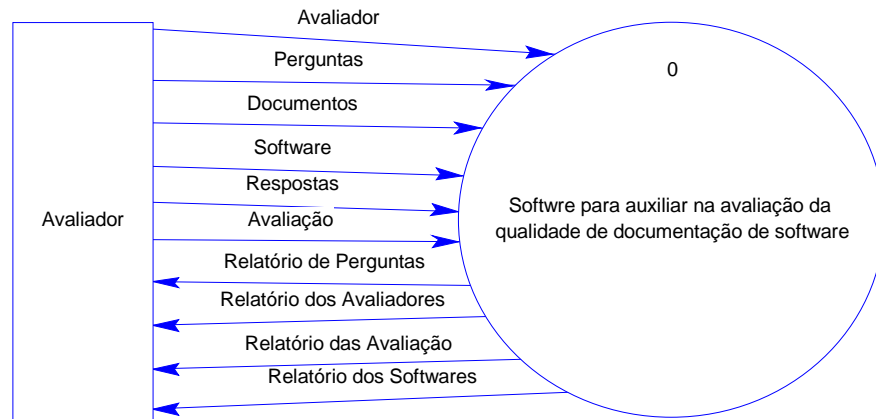 Avaliador
Perguntas
Documentos
Software
Respostas
Avaliação
Relatório de Perguntas
Relatório dos Avaliadores
Relatório das Avaliação
Relatório dos Softwares
Avaliador
0
Softwre para auxiliar na avaliação da
qualidade de documentação de software